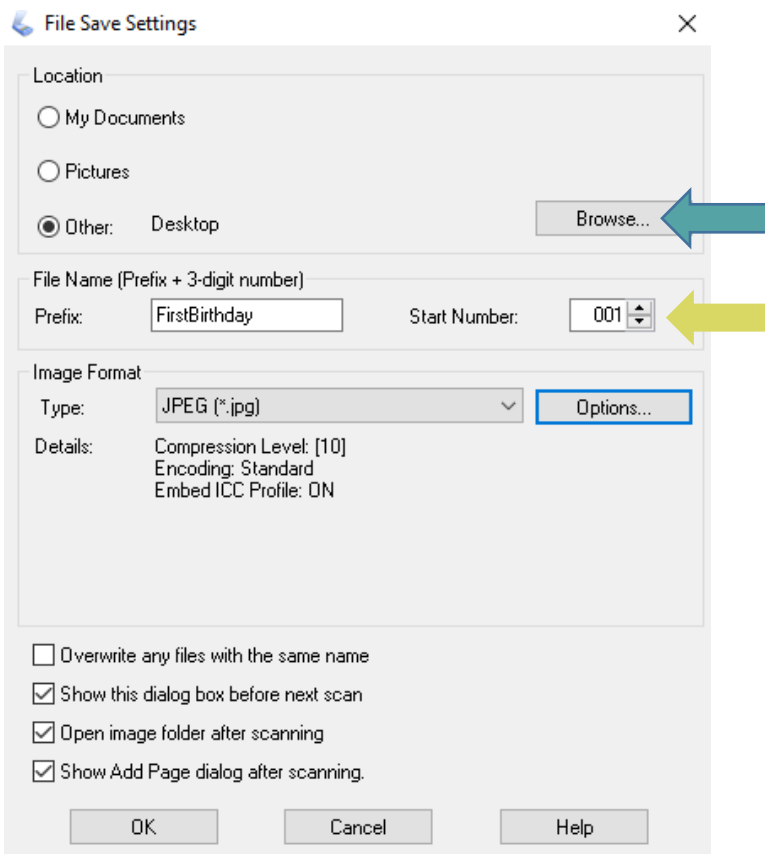 File Save Settings
Location
My Documents
Pictures
Other: Desktop Browse...
File Name (Prefix + 3-digit number)
Prefix: FirstBirthday Start Number: 001
Image Format
Type: JPEG (*.jpg) Options...
Details: Compression Level: [10]
Encoding: Standard
Embed ICC Profile: ON
Overwrite any files with the same name
Show this dialog box before next scan
Open image folder after scanning
Show Add Page dialog after scanning.
OK Cancel Help